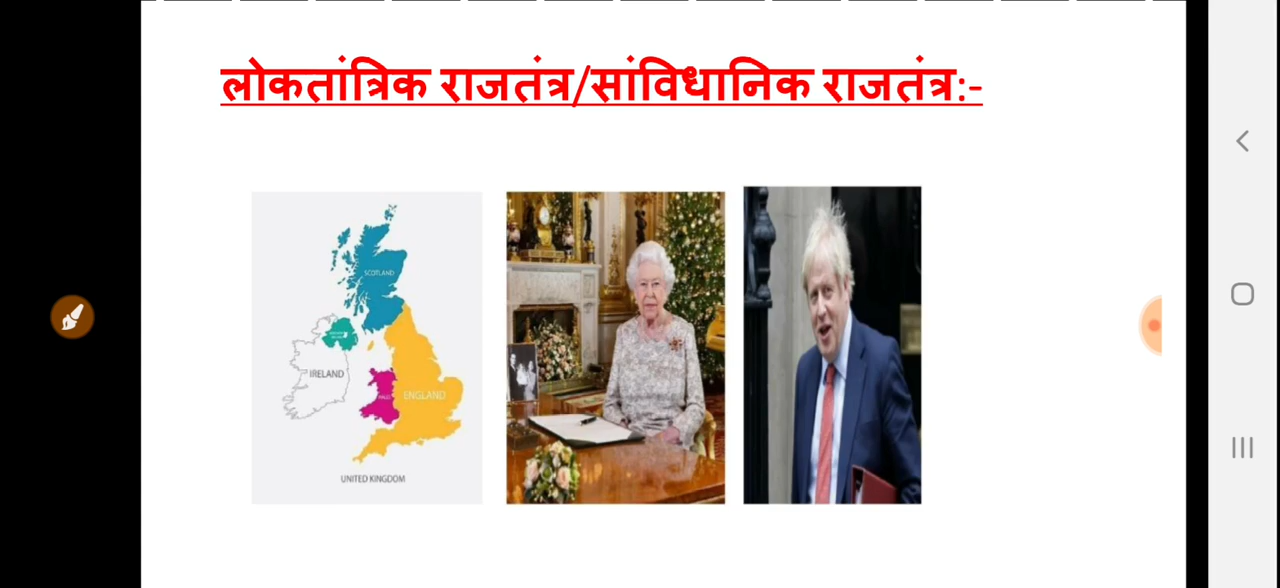 लोकतांत्रिक राजतंत्र/सांविधानिक राजतंत्र:-
SCOTLAND
IRELAND
ENGLAND
UNITED KINGDOM